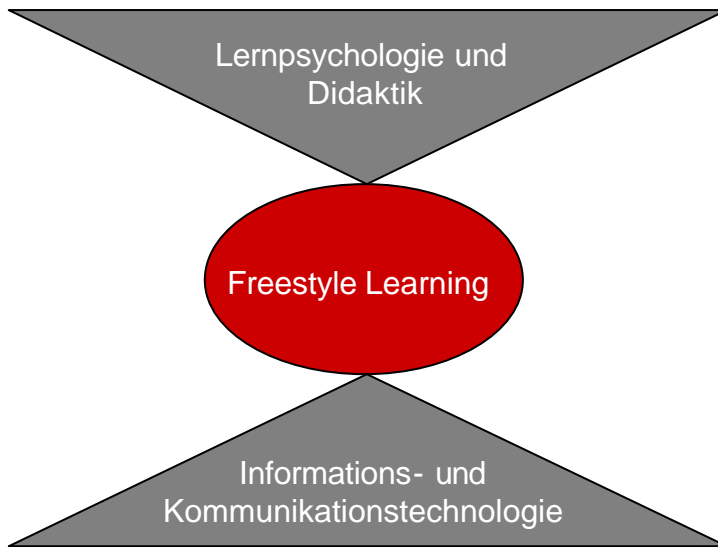 Lernpsychologie und
Didaktik
Freestyle Learning
Informations- und
Kommunikationstechnologie